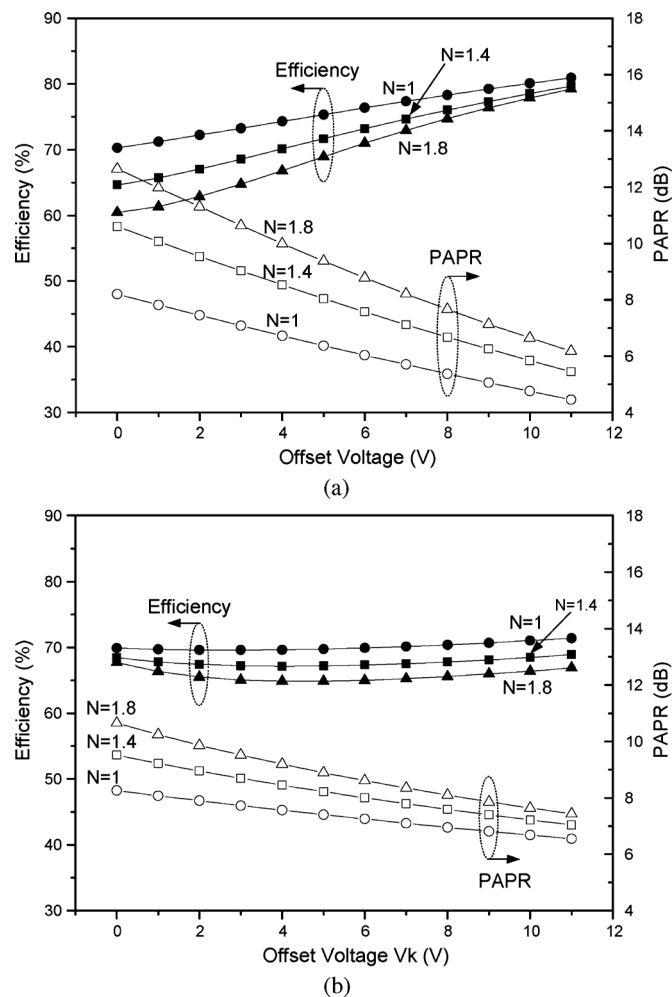 90
80
70
60
50
40
30
Efficiency (%)
18
16
14
12
10
8
6
4
PAPR (dB)
Efficiency
N=1
N=1.4
N=1.8
N=1.8
N=1.4
N=1
PAPR
0 2 4 6 8 10 12
Offset Voltage (V)
(a)
90
80
70
60
50
40
30
Efficiency (%)
18
16
14
12
10
8
6
4
PAPR (dB)
Efficiency
N=1
N=1.4
N=1.8
N=1.8
N=1.4
N=1
PAPR
0 2 4 6 8 10 12
Offset Voltage Vk (V)
(b)